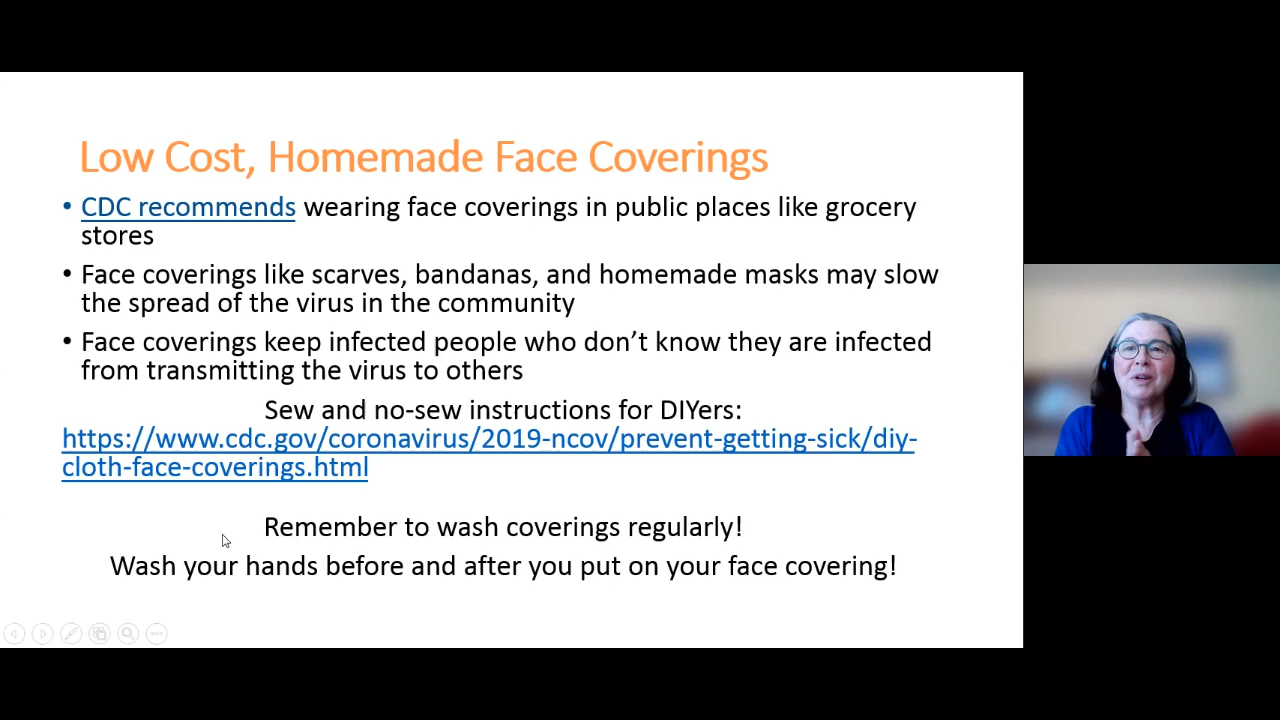 Low Cost, Homemade Face Coverings
• CDC recommends wearing face coverings in public places like grocery
stores
• Face coverings like scarves, bandanas, and homemade masks may slow
the spread of the virus in the community
• Face coverings keep infected people who don’t know they are infected
from transmitting the virus to others
Sew and no-sew instructions for DIYers:
https://www.cdc.gov/coronavirus/2019-ncov/prevent-getting-sick/diy-
cloth-face-coverings.html
Remember to wash coverings regularly!
Wash your hands before and after you put on your face covering!